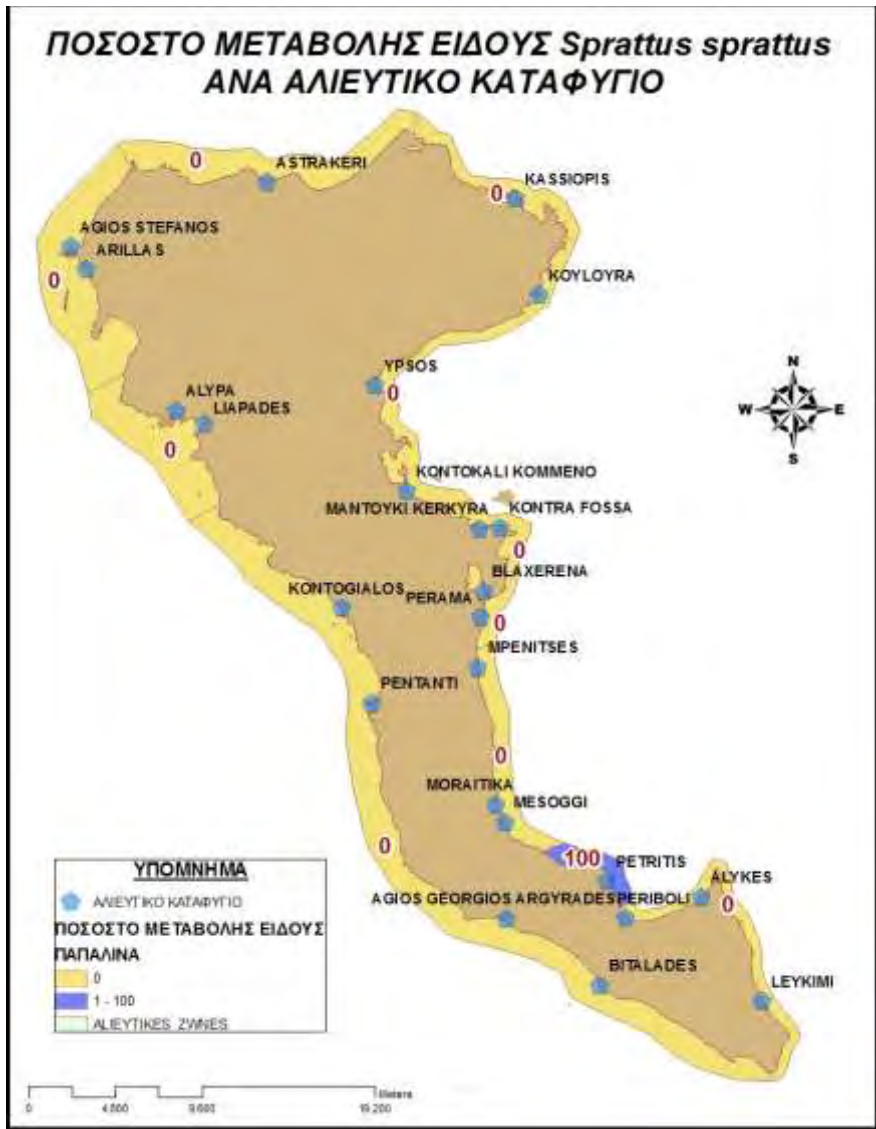 ΠΟΣΟΣΤΟ ΜΕΤΑΒΟΛΗΣ ΕΙΔΟΥΣ Sprattus sprattus
ΑΝΑ ΑΛΙΕΥΤΙΚΟ ΚΑΤΑΦΥΓΙΟ
0
ASTRAKERI
KASSIOPIS
0
AGIOS STEFANOS
ARILLAS
0
KOYLOYRA
YPSOS
0
N
W E
S
ALYPA
LIAPADES
0
KONTOKALI KOMMENO
MANTOYKI KERKYRA
KONTRA FOSSA
0
BLAXERENA
KONTOGIALOS
PERAMA
0
MPENITSES
PENTANTI
0
MORAITIKA
MESOGGI
0
100
PETRITIS
ALYKES
0
AGIOS GEORGIOS ARGYRADES
PERIBOLI
BITALADES
LEYKIMI
ΥΠΟΜΝΗΜΑ
ΑΛΙΕΥΤΙΚΟ ΚΑΤΑΦΥΓΙΟ
ΠΟΣΟΣΤΟ ΜΕΤΑΒΟΛΗΣ ΕΙΔΟΥΣ
ΠΑΠΑΛΙΝΑ
0
1 - 100
ALIEYTIKES_ZWNES
Meters
0 4.800 9.600 19.200